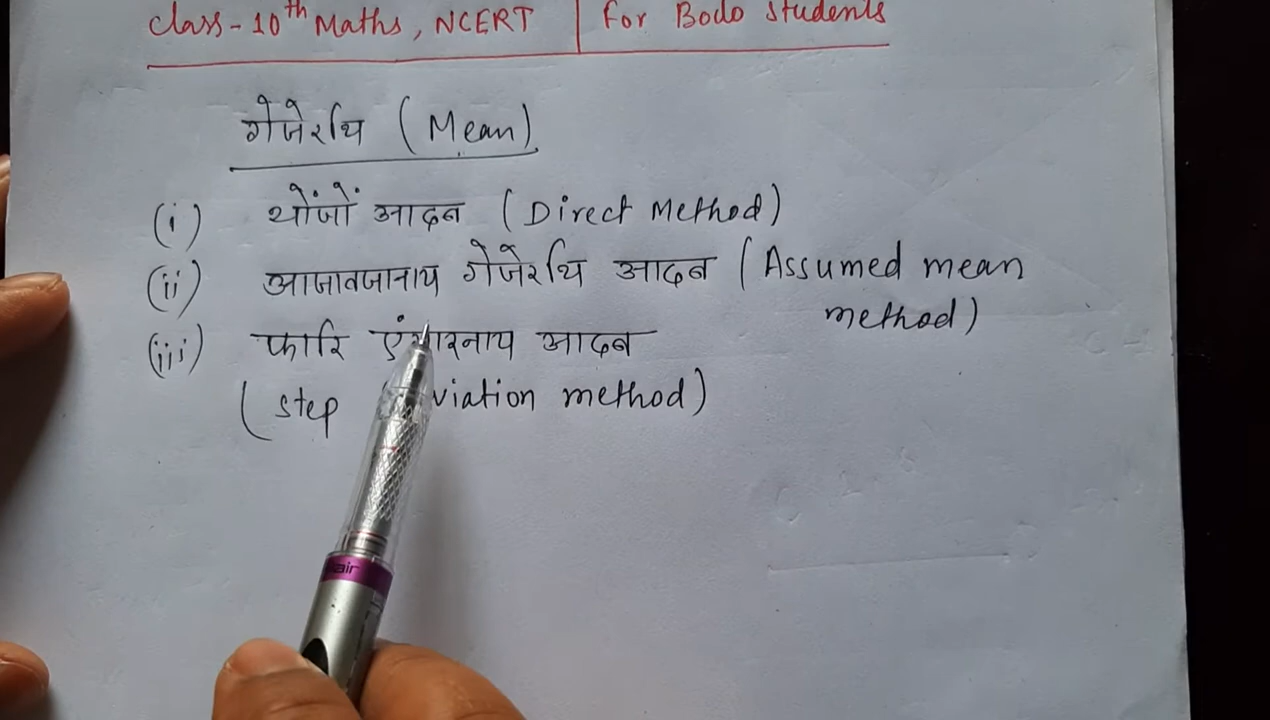 Class - 10th Maths, NCERT | For Bodo students
गेजेरथि (Mean)
(i) थोंजों आदब (Direct Method)
(ii) आजावजानाय गेजेरथि आदब (Assumed mean
method)
(iii) फारि आदब
(step method)
air